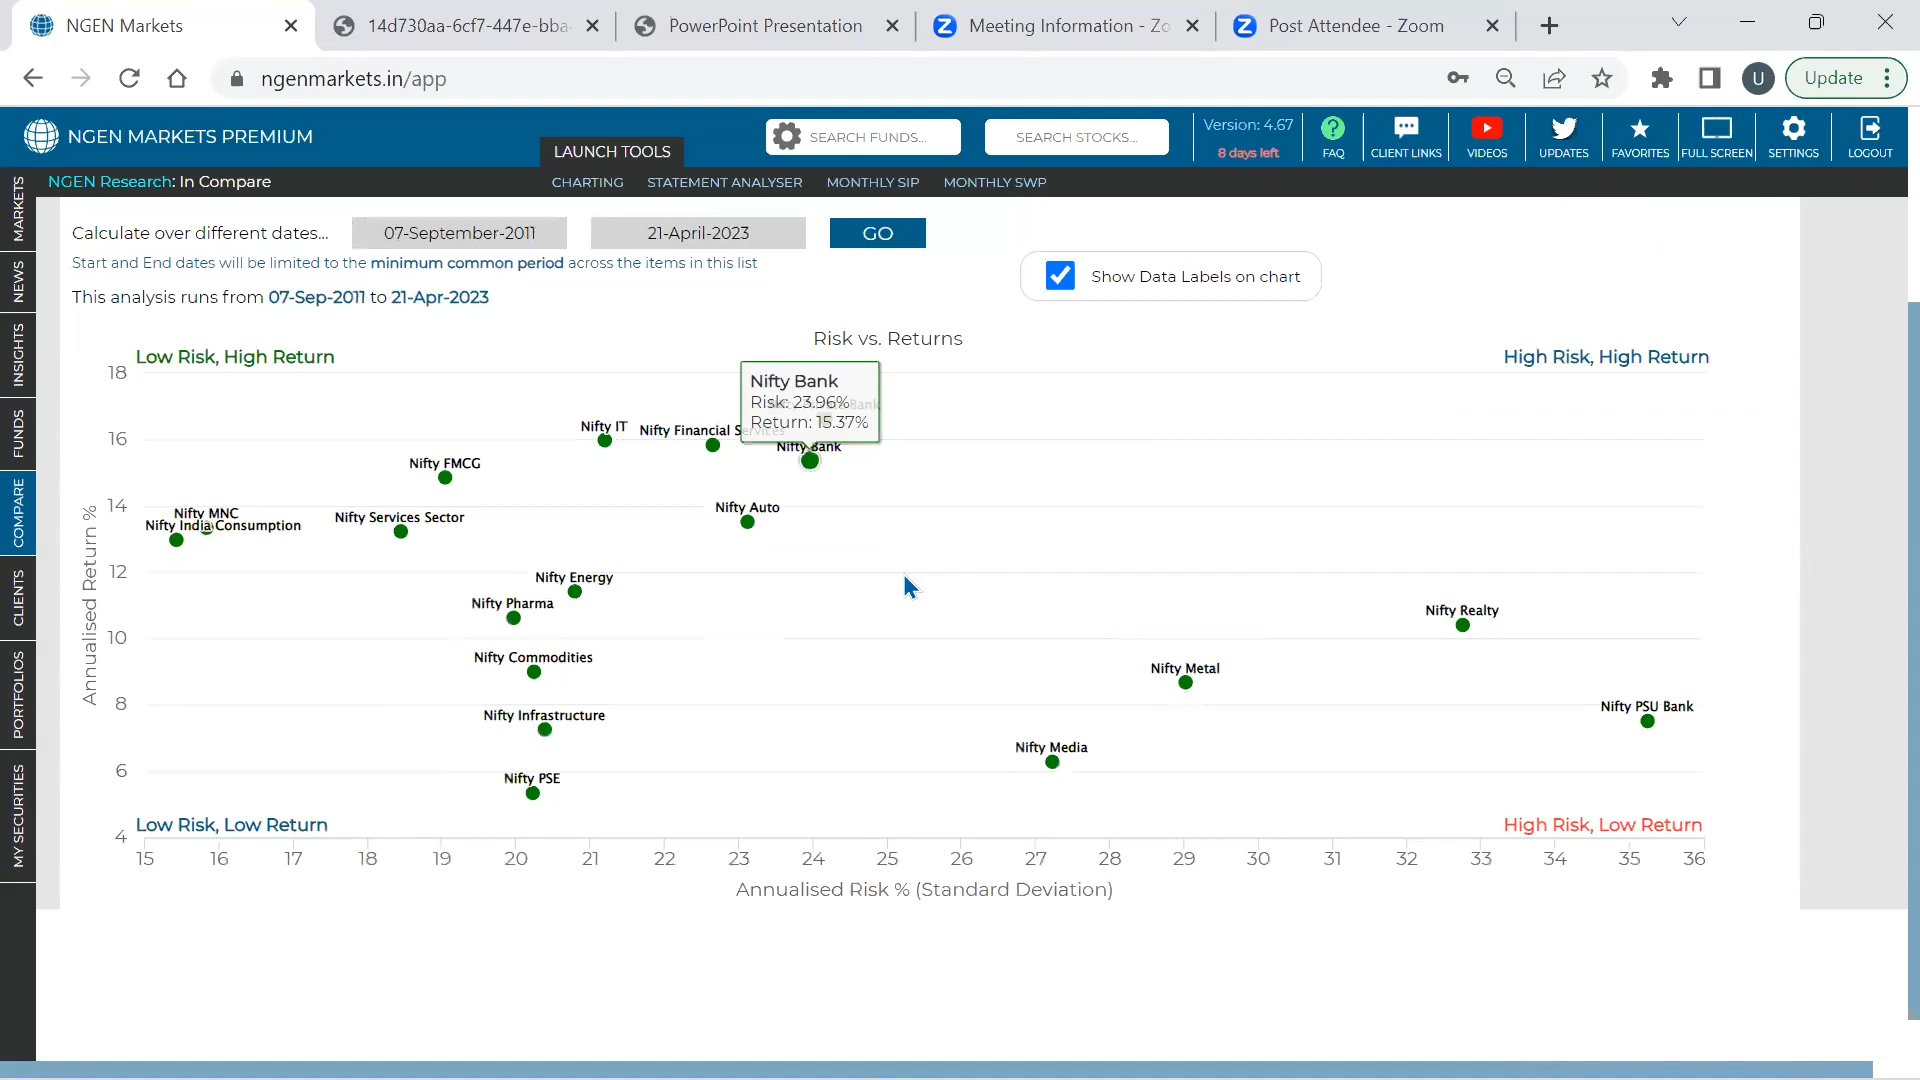 NGEN Markets
14d730aa-6cf7-447e-bba
PowerPoint Presentation
Meeting Information - Zo
Post Attendee - Zoom
ngenmarkets.in/app
U
Update
NGEN MARKETS PREMIUM
LAUNCH TOOLS
SEARCH FUNDS...
SEARCH STOCKS...
Version: 4.67
8 days left
FAQ
CLIENT LINKS
VIDEOS
UPDATES
FAVORITES
FULL SCREEN
SETTINGS
LOGOUT
NGEN Research: In Compare
CHARTING
STATEMENT ANALYSER
MONTHLY SIP
MONTHLY SWP
MARKETS
NEWS
INSIGHTS
FUNDS
COMPARE
CLIENTS
PORTFOLIOS
MY SECURITIES
Calculate over different dates...
07-September-2011
21-April-2023
GO
Start and End dates will be limited to the minimum common period across the items in this list
Show Data Labels on chart
This analysis runs from 07-Sep-2011 to 21-Apr-2023
Risk vs. Returns
Low Risk, High Return
High Risk, High Return
18
Nifty Bank
Risk: 23.96%
Return: 15.37%
Bank
Nifty IT
Nifty Financial Services
16
Nifty Bank
Nifty FMCG
14
Nifty Auto
Nifty MNC
Nifty India Consumption
Nifty Services Sector
12
Nifty Energy
Nifty Pharma
Nifty Realty
10
Nifty Commodities
Nifty Metal
8
Nifty Infrastructure
Nifty PSU Bank
Nifty Media
6
Nifty PSE
Annualised Return %
Low Risk, Low Return
High Risk, Low Return
4
15 16 17 18 19 20 21 22 23 24 25 26 27 28 29 30 31 32 33 34 35 36
Annualised Risk % (Standard Deviation)